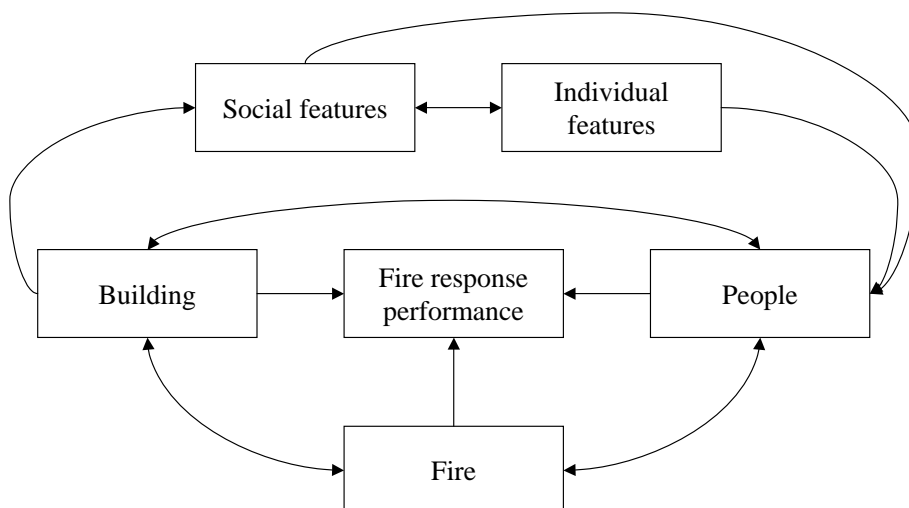 Social features
Individual
features
Building
Fire response
performance
People
Fire